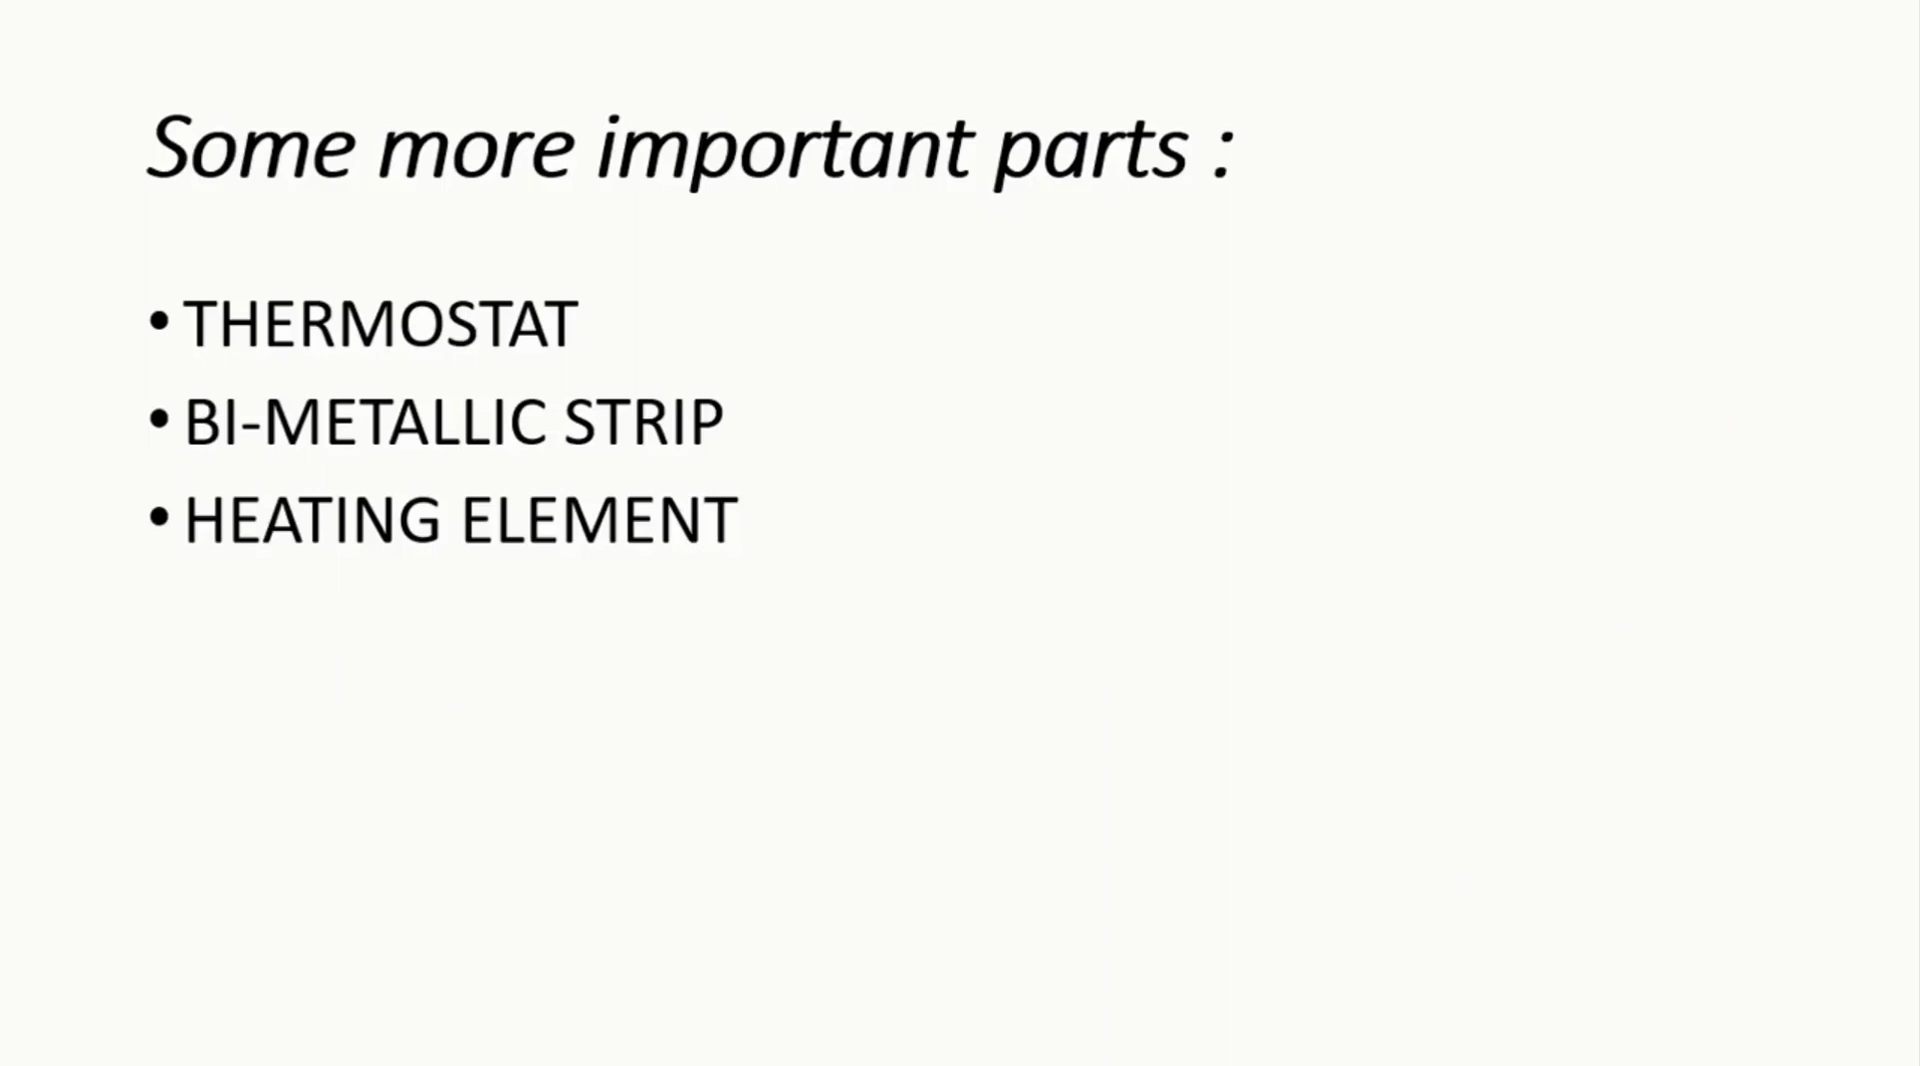 Some more important parts :
• THERMOSTAT
• BI-METALLIC STRIP
• HEATING ELEMENT